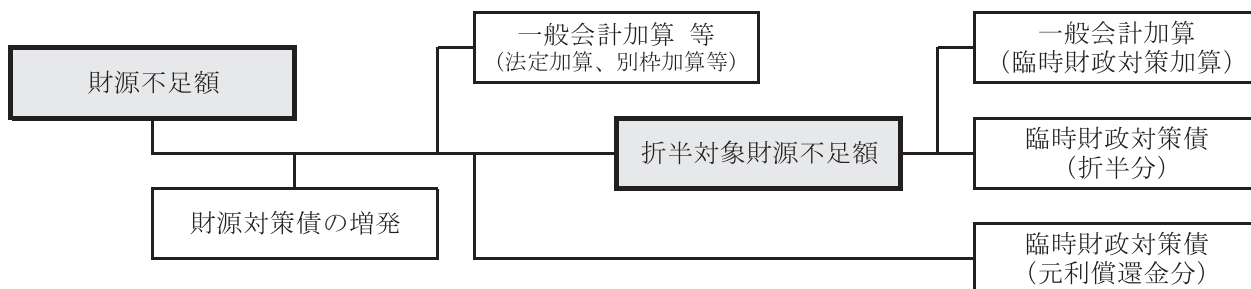 財源不足額
一般会計加算 等
(法定加算、別枠加算等)
一般会計加算
(臨時財政対策加算)
折半対象財源不足額
臨時財政対策債
(折半分)
財源対策債の増発
臨時財政対策債
(元利償還金分)